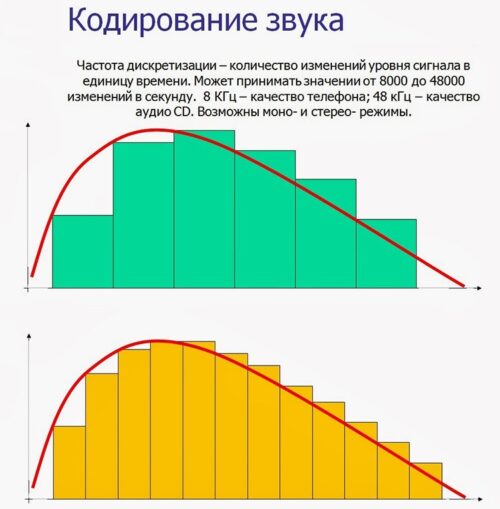 Кодирование звука
Частота дискретизации – количество изменений уровня сигнала в
единицу времени. Может принимать значении от 8000 до 48000
изменений в секунду. 8 КГц – качество телефона; 48 кГц – качество
аудио CD. Возможны моно- и стерео- режимы.